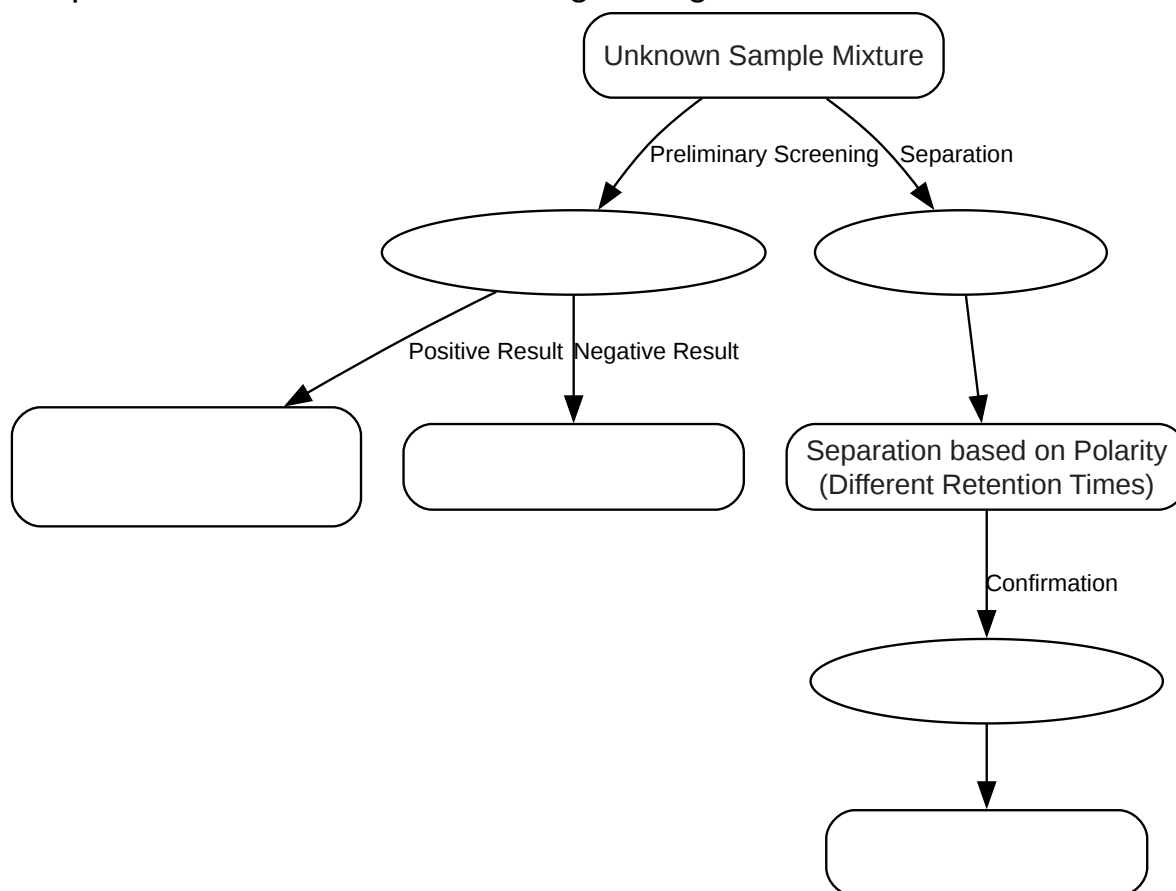 Unknown Sample Mixture
Preliminary Screening
Separation
Positive Result
Negative Result
Separation based on Polarity
(Different Retention Times)
Confirmation